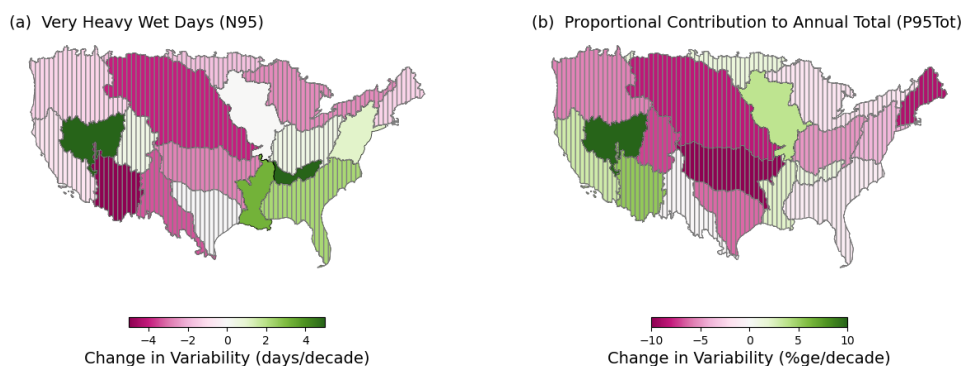 (a) Very Heavy Wet Days (N95)
(b) Proportional Contribution to Annual Total (P95Tot)
−4 −2 0 2 4
Change in Variability (days/decade)
−10 −5 0 5 10
Change in Variability (%ge/decade)